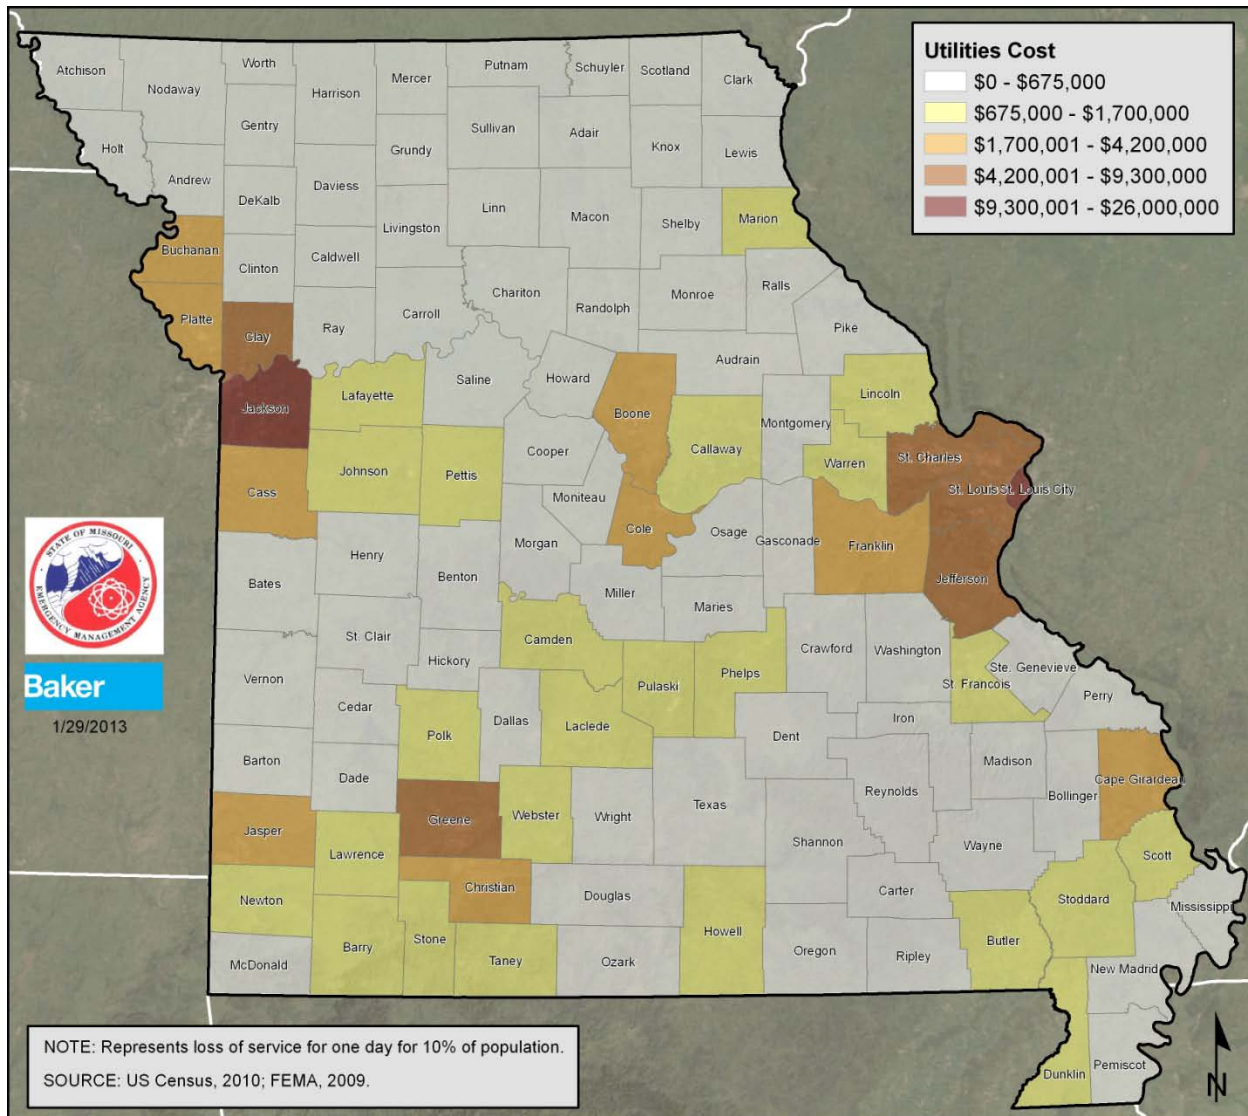 Utilities Cost
$0 - $675,000
$675,000 - $1,700,000
$1,700,001 - $4,200,000
$4,200,001 - $9,300,000
$9,300,001 - $26,000,000
Atchison
Nodaway
Worth
Harrison
Mercer
Putnam
Schuyler
Scotland
Clark
Holt
Gentry
Sullivan
Adair
Knox
Lewis
Andrew
DeKalb
Daviess
Grundy
Linn
Macon
Shelby
Marion
Buchanan
Clinton
Caldwell
Livingston
Chariton
Randolph
Monroe
Ralls
Platte
Clay
Ray
Carroll
Pike
Jackson
Lafayette
Saline
Howard
Audrain
Boone
Callaway
Montgomery
Lincoln
Warren
St. Charles
St. Louis
St. Louis City
Cass
Johnson
Pettis
Cooper
Moniteau
Cole
Osage
Gasconade
Franklin
Jefferson
Bates
Henry
Benton
Morgan
Miller
Maries
St. Clair
Hickory
Camden
Pulaski
Phelps
Crawford
Washington
Ste. Genevieve
St Francois
Perry
Vernon
Cedar
Polk
Dallas
Laclede
Dent
Iron
Madison
Bollinger
Cape Girardeau
Barton
Dade
Greene
Webster
Wright
Texas
Reynolds
Shannon
Wayne
Scott
Jasper
Lawrence
Christian
Douglas
Carter
Stoddard
Mississippi
Newton
Barry
Stone
Taney
Howell
Ozark
Oregon
Ripley
Butler
New Madrid
McDonald
Dunklin
Pemiscot
STATE OF MISSOURI
EMERGENCY MANAGEMENT AGENCY
Baker
1/29/2013
NOTE: Represents loss of service for one day for 10% of population.
SOURCE: US Census, 2010; FEMA, 2009.
N